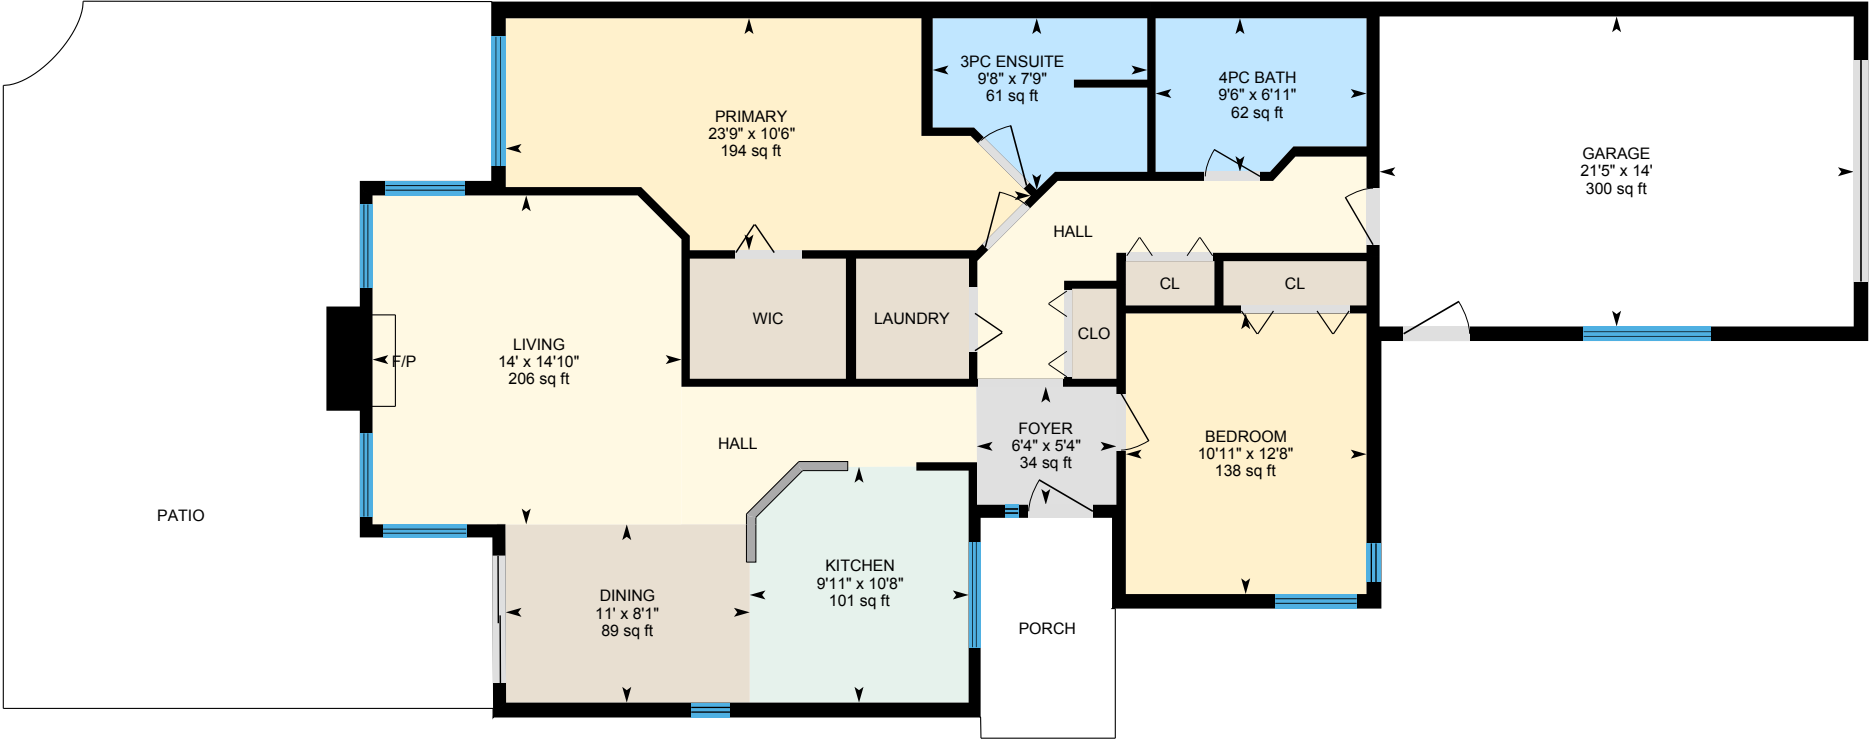 3PC ENSUITE
9'8" x 7'9"
61 sq ft
4PC BATH
9'6" x 6'11"
62 sq ft
PRIMARY
23'9" x 10'6"
194 sq ft
GARAGE
21'5" x 14'
300 sq ft
HALL
CL
CL
WIC
LAUNDRY
CLO
LIVING
14' x 14'10"
206 sq ft
F/P
HALL
FOYER
6'4" x 5'4"
34 sq ft
BEDROOM
10'11" x 12'8"
138 sq ft
PATIO
KITCHEN
9'11" x 10'8"
101 sq ft
DINING
11' x 8'1"
89 sq ft
PORCH